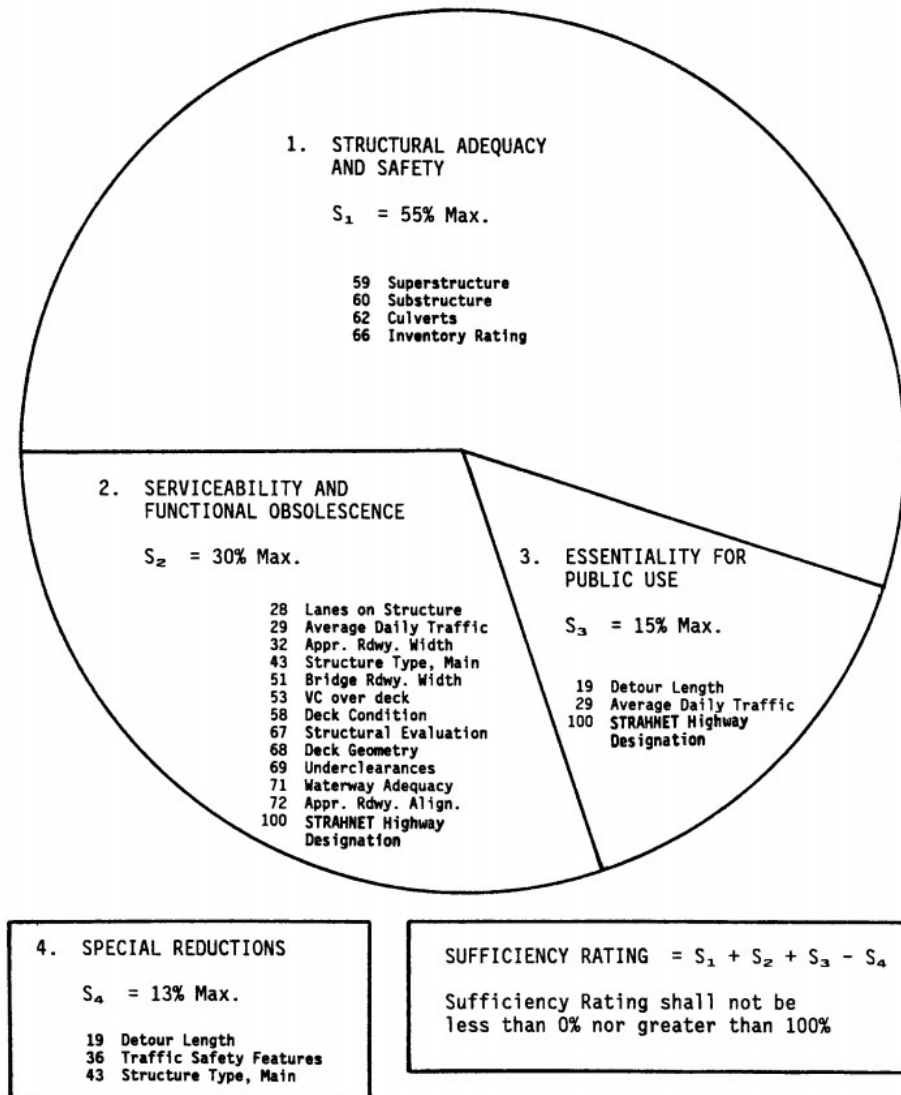 1. STRUCTURAL ADEQUACY
AND SAFETY
S₁ = 55% Max.
59 Superstructure
60 Substructure
62 Culverts
66 Inventory Rating
2. SERVICEABILITY AND
FUNCTIONAL OBSOLESCENCE
S₂ = 30% Max.
28 Lanes on Structure
29 Average Daily Traffic
32 Appr. Rdwy. Width
43 Structure Type, Main
51 Bridge Rdwy. Width
53 VC over deck
58 Deck Condition
67 Structural Evaluation
68 Deck Geometry
69 Underclearances
71 Waterway Adequacy
72 Appr. Rdwy. Align.
100 STRAHNET Highway
Designation
3. ESSENTIALITY FOR
PUBLIC USE
S₃ = 15% Max.
19 Detour Length
29 Average Daily Traffic
100 STRAHNET Highway
Designation
4. SPECIAL REDUCTIONS
S₄ = 13% Max.
19 Detour Length
36 Traffic Safety Features
43 Structure Type, Main
SUFFICIENCY RATING = S₁ + S₂ + S₃ - S₄
Sufficiency Rating shall not be
less than 0% nor greater than 100%